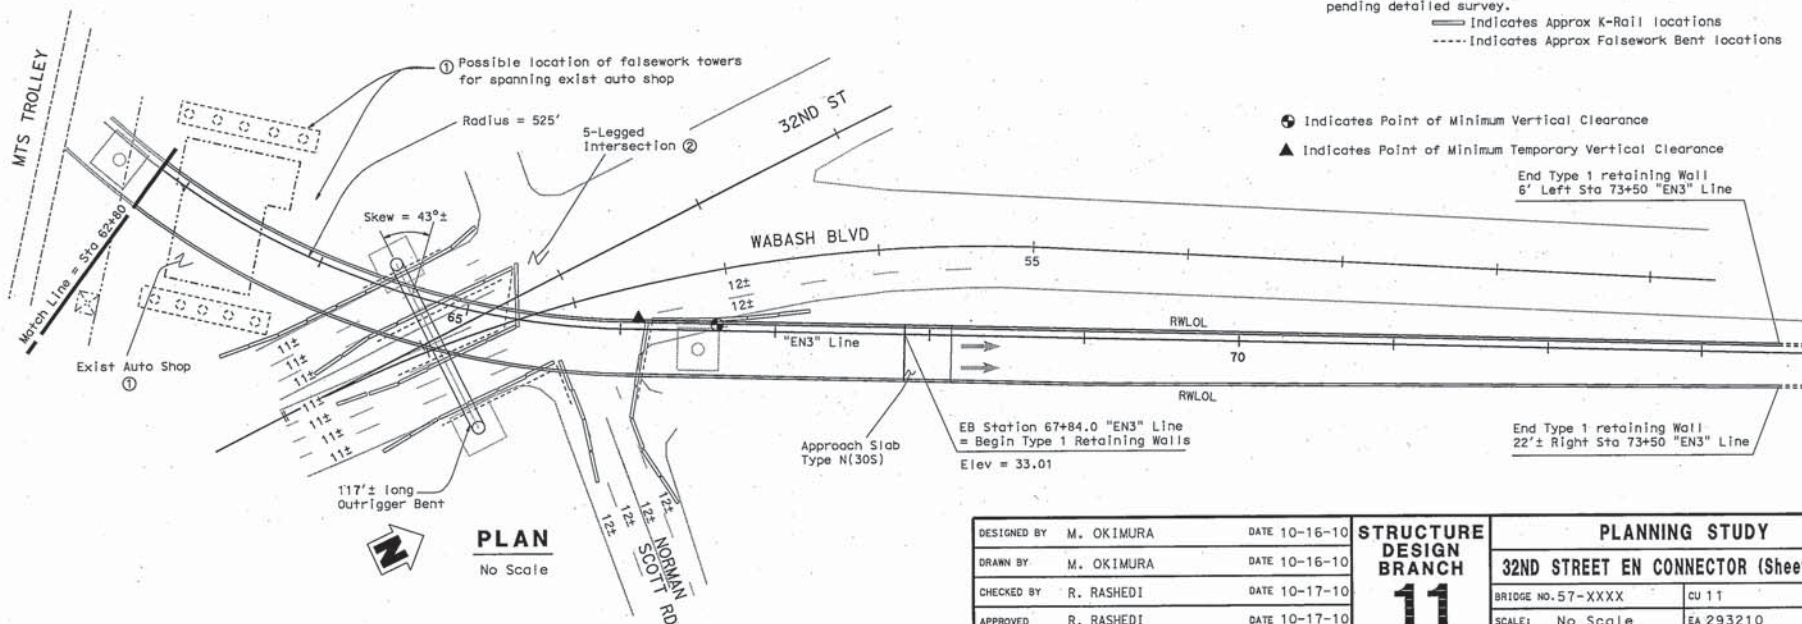 pending detailed survey.
Indicates Approx K-Rail locations
Indicates Approx Falsework Bent locations
MTS TROLLEY
① Possible location of falsework towers
for spanning exist auto shop
Radius = 525'
5-Legged
Intersection ②
32ND ST
Indicates Point of Minimum Vertical Clearance
Indicates Point of Minimum Temporary Vertical Clearance
End Type 1 retaining Wall
6' Left Sta 73+50 "EN3" Line
Skew = 43°±
WABASH BLVD
55
Match Line = Sta 62+80
12±
12±
65
RWLOL
"EN3" Line
70
RWLOL
Exist Auto Shop
①
11±
11±
11±
11±
11±
11±
Approach Slab
Type N(30S)
EB Station 67+84.0 "EN3" Line
= Begin Type 1 Retaining Walls
Elev = 33.01
End Type 1 retaining Wall
22'± Right Sta 73+50 "EN3" Line
117'± long
Outrigger Bent
12±
12±
12±
12±
NORMAN
SCOTT RD
N
PLAN
No Scale
DESIGNED BY M. OKIMURA DATE 10-16-10
DRAWN BY M. OKIMURA DATE 10-16-10
CHECKED BY R. RASHEDI DATE 10-17-10
APPROVED R. RASHEDI DATE 10-17-10
STRUCTURE
DESIGN
BRANCH
11
PLANNING STUDY
32ND STREET EN CONNECTOR (Shee
BRIDGE NO. 57-XXXX CU 11
SCALE: No Scale EA 293210